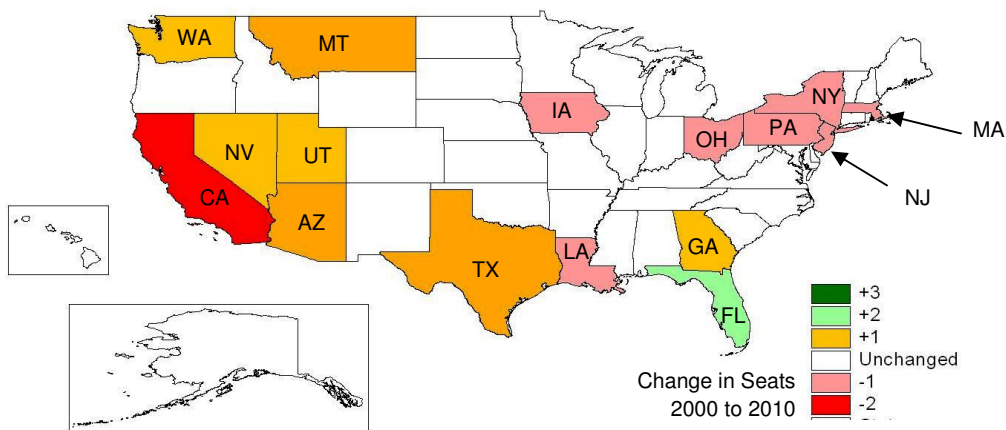 WA
MT
NY
IA
MA
PA
OH
NV
UT
NJ
CA
AZ
GA
LA
TX
FL
+3
+2
+1
Unchanged
-1
-2
Change in Seats
2000 to 2010